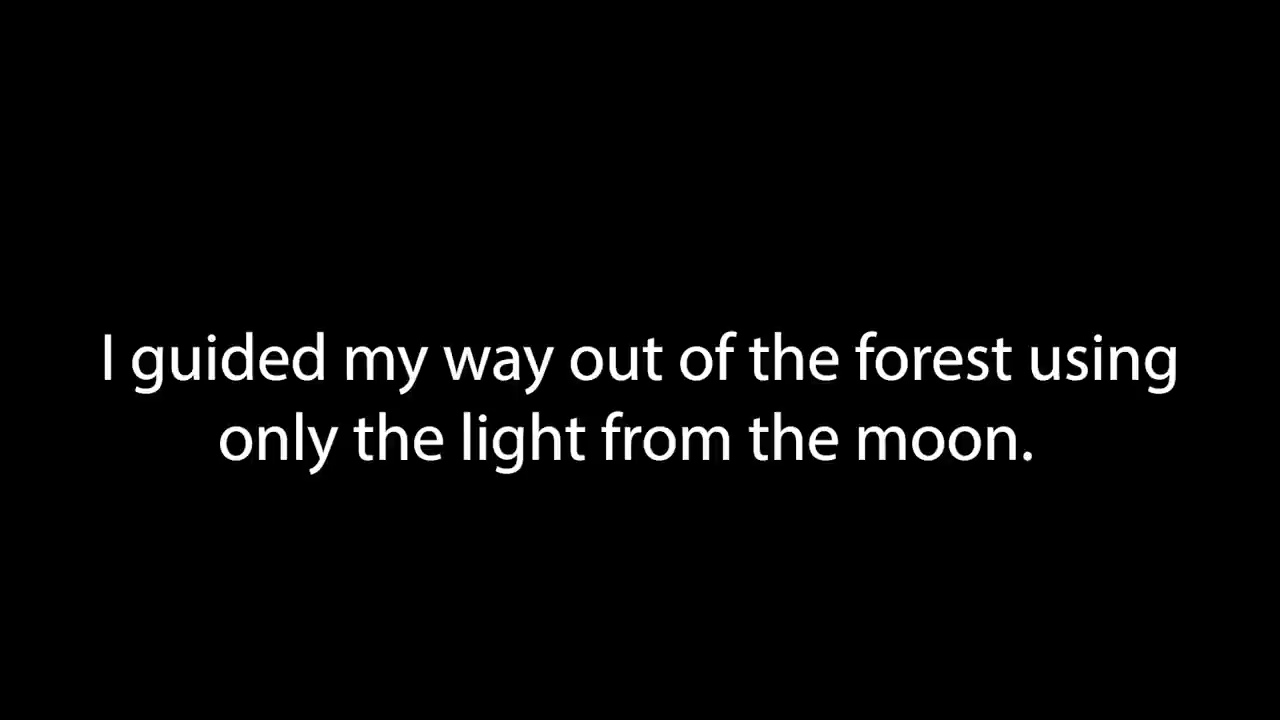 I guided my way out of the forest using
only the light from the moon.